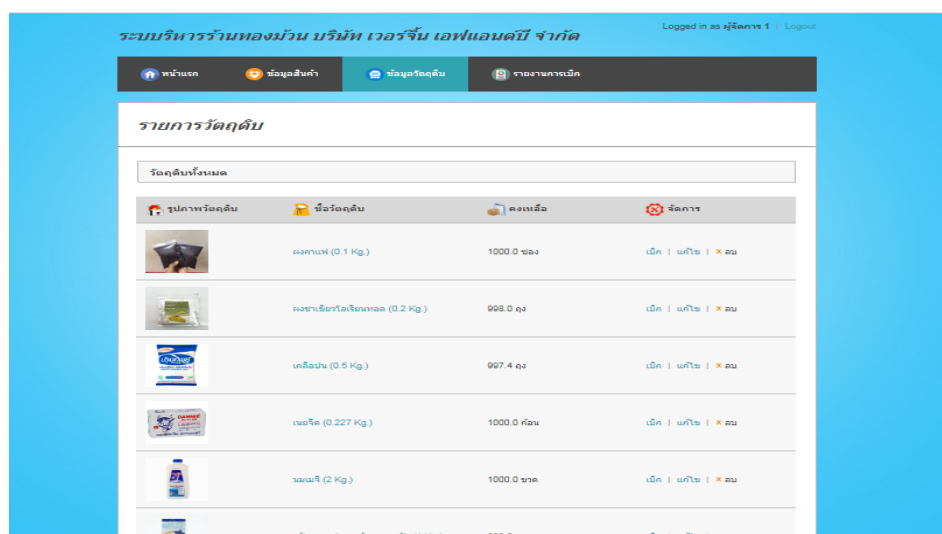 Logged in as ผู้จัดการ 1 | Logout
ระบบริหารร้านทองม้วน บริษัท เวอร์จิ้น เอฟแอนด์บี จำกัด
หน้าแรก ข้อมูลสินค้า ข้อมูลวัตถุดิบ รายงานการเบิก
รายการวัตถุดิบ
วัตถุดิบทั้งหมด
รูปภาพวัตถุดิบ ชื่อวัตถุดิบ คงเหลือ จัดการ
ผงกาแฟ (0.1 Kg.) 1000.0 ซอง เบิก | แก้ไข | × ลบ
ผงชาเขียววัลเรียนทอล (0.2 Kg.) 998.0 ถุง เบิก | แก้ไข | × ลบ
เกลือป่น (0.5 Kg.) 997.4 ถุง เบิก | แก้ไข | × ลบ
เนยจืด (0.227 Kg.) 1000.0 ก้อน เบิก | แก้ไข | × ลบ
นมเมจิ (2 Kg.) 1000.0 ขวด เบิก | แก้ไข | × ลบ